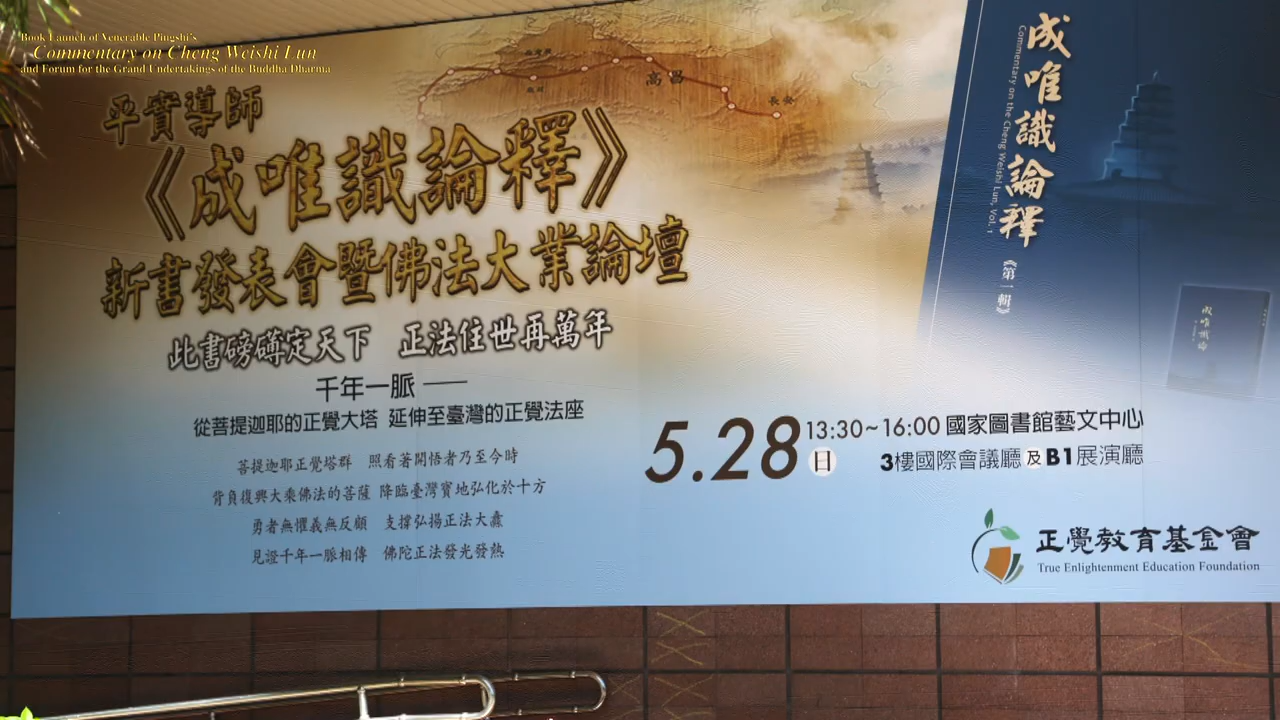 Book Launch of Venerable Pingshi's
Commentary on Cheng Weishi Lun
and Forum for the Grand Undertakings of the Buddha Dharma
平實導師
《成唯識論釋》
新書發表會暨佛法大業論壇
此書磅礡定天下 正法住世再萬年
千年一脈 ——
從菩提迦耶的正覺大塔 延伸至臺灣的正覺法座
菩提迦耶正覺塔群 照看著開悟者乃至今時
背負復興大乘佛法的菩薩 降臨臺灣寶地弘化於十方
勇者無懼義無反顧 支撐弘揚正法大纛
見證千年一脈相傳 佛陀正法發光發熱
高昌
長安
成唯識論釋
Commentary on the Cheng Weishi Lun, Vol. 1
《第一輯》
成唯識論
5.28 13:30~16:00 國家圖書館藝文中心
日 3樓國際會議廳及B1展演廳
正覺教育基金會
True Enlightenment Education Foundation